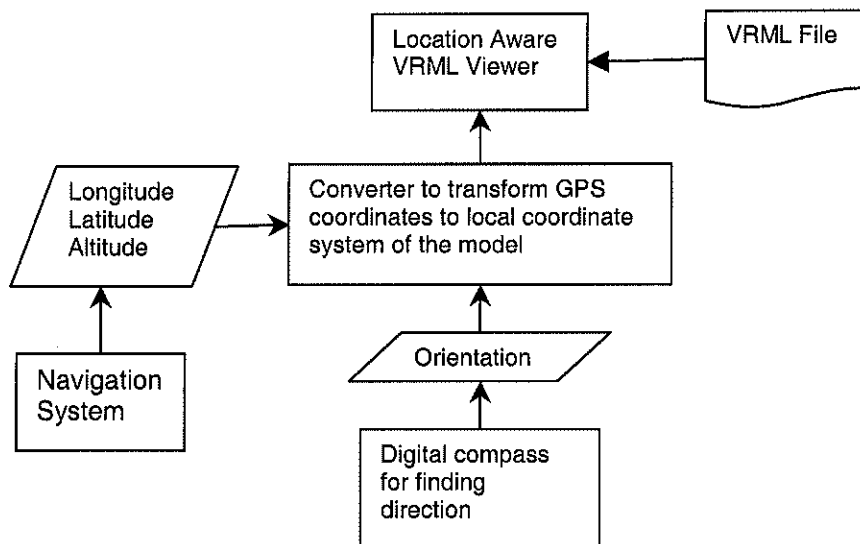 Location Aware
VRML Viewer
VRML File
Longitude
Latitude
Altitude
Converter to transform GPS
coordinates to local coordinate
system of the model
Orientation
Navigation
System
Digital compass
for finding
direction